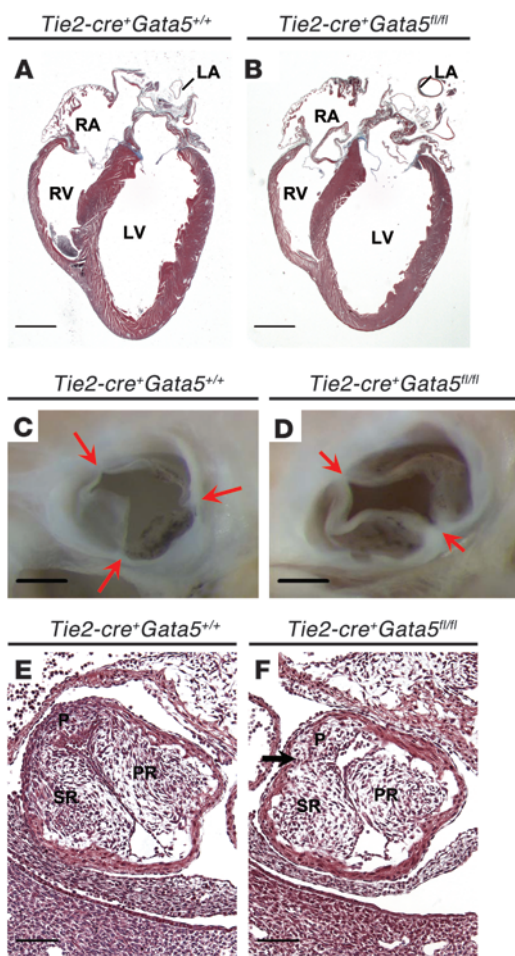 Tie2-cre⁺Gata5⁺/⁺ Tie2-cre⁺Gata5ᶠˡ/ᶠˡ
A B
LA LA
RA RA
RV RV
LV LV
Tie2-cre⁺Gata5⁺/⁺ Tie2-cre⁺Gata5ᶠˡ/ᶠˡ
C D
Tie2-cre⁺Gata5⁺/⁺ Tie2-cre⁺Gata5ᶠˡ/ᶠˡ
E F
P P
PR PR
SR SR